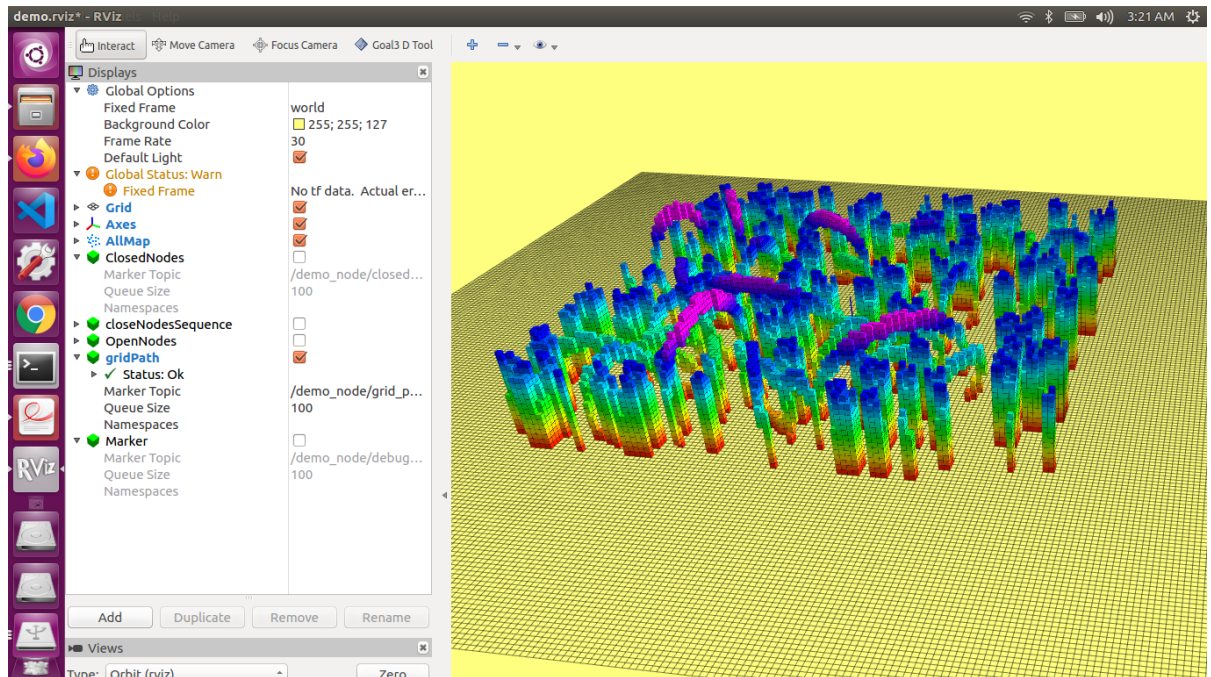 demo.rviz* - RViz
3:21 AM
Interact Move Camera Focus Camera Goal3 D Tool
Displays
Global Options
Fixed Frame world
Background Color 255; 255; 127
Frame Rate 30
Default Light
Global Status: Warn
Fixed Frame No tf data. Actual er...
Grid
Axes
AllMap
ClosedNodes
Marker Topic /demo_node/closed...
Queue Size 100
Namespaces
closeNodesSequence
OpenNodes
gridPath
Status: Ok
Marker Topic /demo_node/grid_p...
Queue Size 100
Namespaces
Marker
Marker Topic /demo_node/debug...
Queue Size 100
Namespaces
RViz
Add Duplicate Remove Rename
Views
Type: Orbit (rviz) Zero